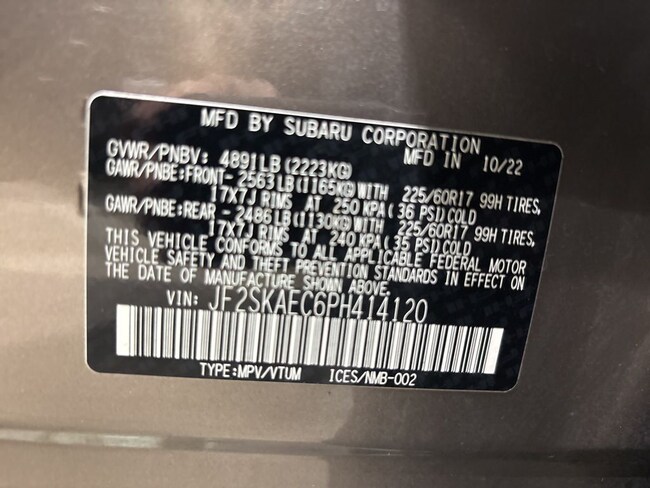 MFD BY SUBARU CORPORATION
GVWR/PNBV: 4891LB(2223KG) MFD IN 10/22
GAWR/PNBE:FRONT- 2563LB(1165KG)WITH 225/60R17 99H TIRES,
17X7J RIMS AT 250 KPA(36 PSI)COLD
GAWR/PNBE:REAR - 2486LB(1130KG)WITH 225/60R17 99H TIRES,
17X7J RIMS AT 240 KPA(35 PSI)COLD
THIS VEHICLE CONFORMS TO ALL APPLICABLE FEDERAL MOTOR
VEHICLE SAFETY AND THEFT PREVENTION STANDARDS IN EFFECT ON
THE DATE OF MANUFACTURE SHOWN ABOVE.
VIN: JF2SKAEC6PH414120
TYPE:MPV/VTUM ICES/NMB-002